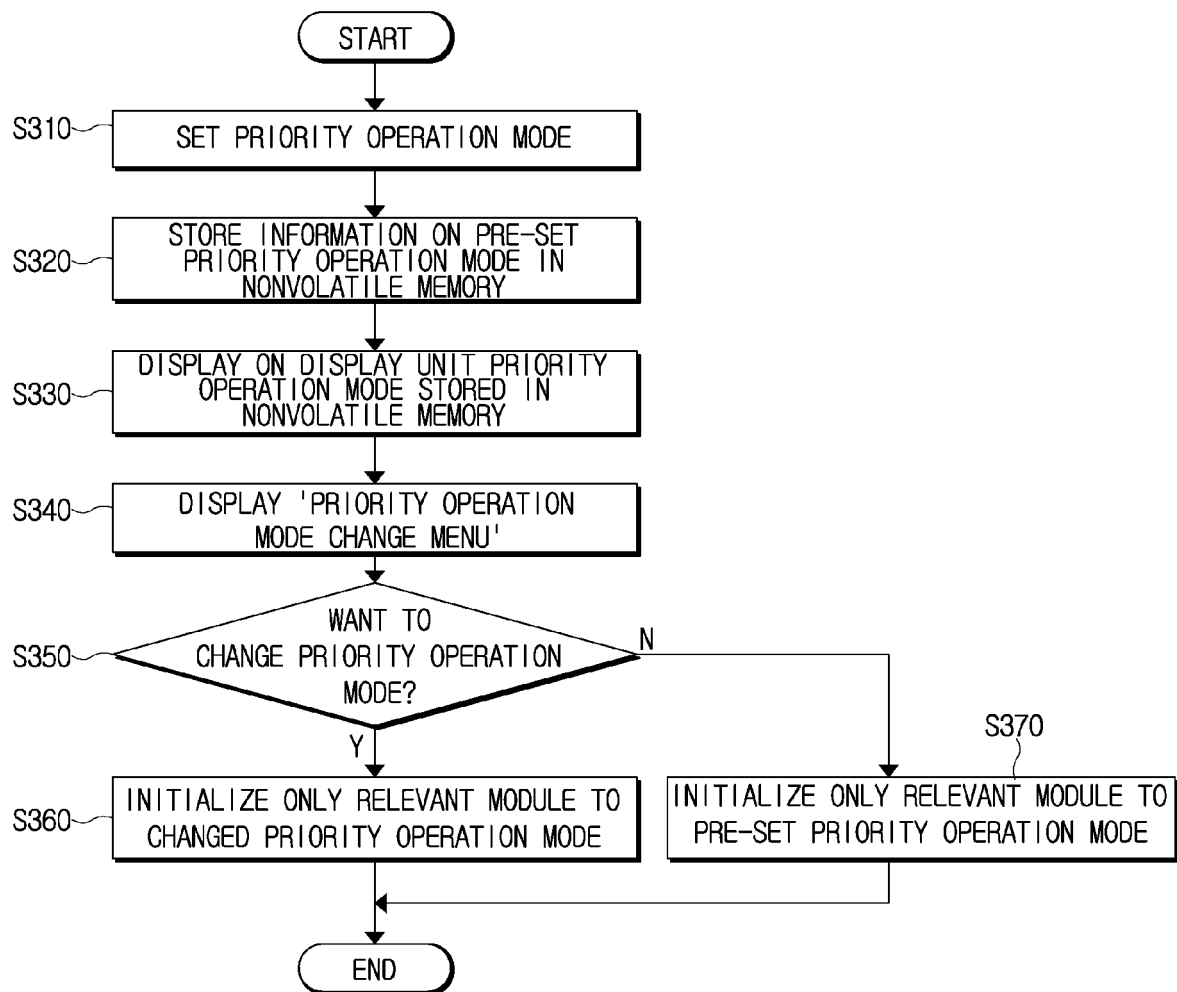 START
S310
SET PRIORITY OPERATION MODE
S320
STORE INFORMATION ON PRE-SET
PRIORITY OPERATION MODE IN
NONVOLATILE MEMORY
S330
DISPLAY ON DISPLAY UNIT PRIORITY
OPERATION MODE STORED IN
NONVOLATILE MEMORY
S340
DISPLAY 'PRIORITY OPERATION
MODE CHANGE MENU'
S350
WANT TO
CHANGE PRIORITY OPERATION
MODE?
N
Y
S360
INITIALIZE ONLY RELEVANT MODULE TO
CHANGED PRIORITY OPERATION MODE
S370
INITIALIZE ONLY RELEVANT MODULE TO
PRE-SET PRIORITY OPERATION MODE
END